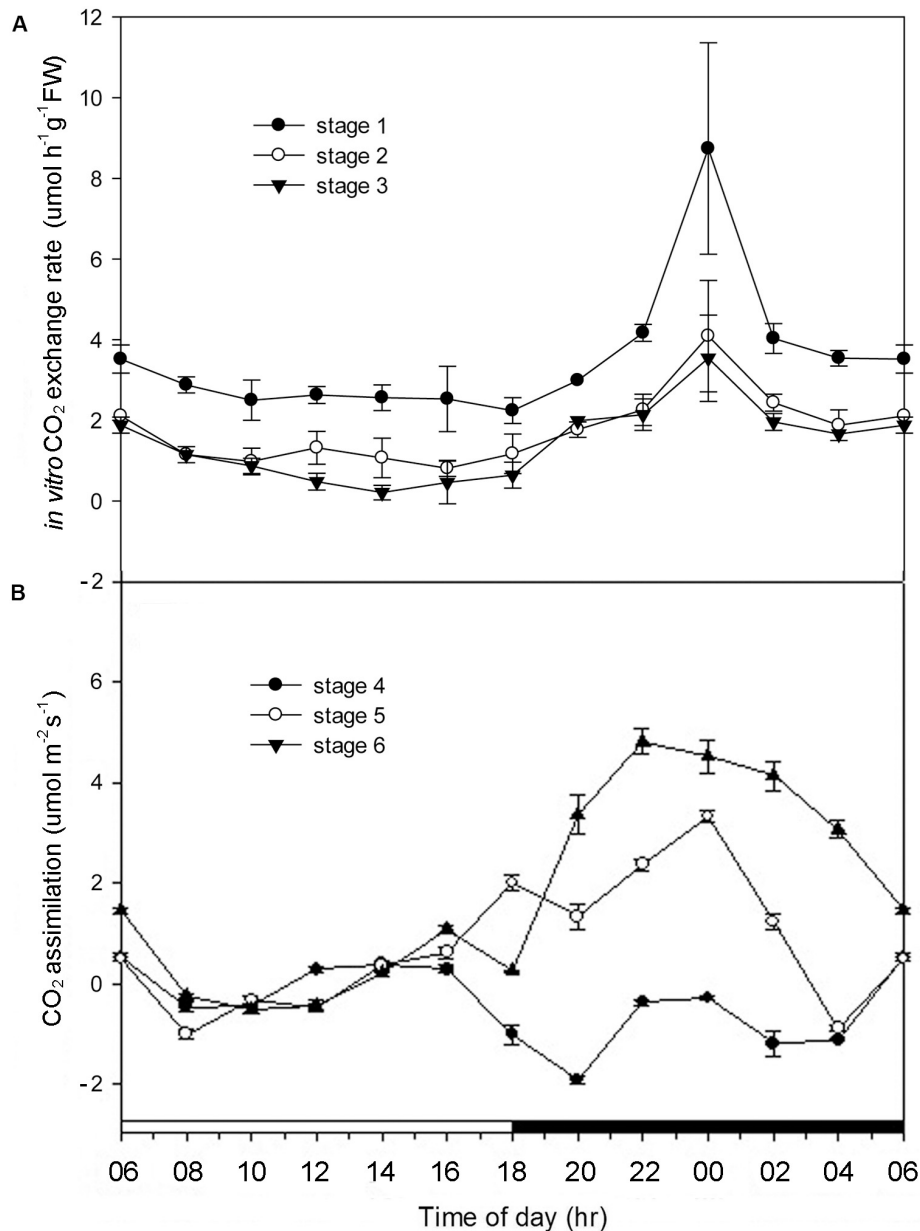 A
12
10
8
6
4
2
0
-2
in vitro CO₂ exchange rate (umol h⁻¹g⁻¹FW)
stage 1
stage 2
stage 3
B
6
4
2
0
-2
CO₂ assimilation (umol m⁻²s⁻¹)
stage 4
stage 5
stage 6
06 08 10 12 14 16 18 20 22 00 02 04 06
Time of day (hr)